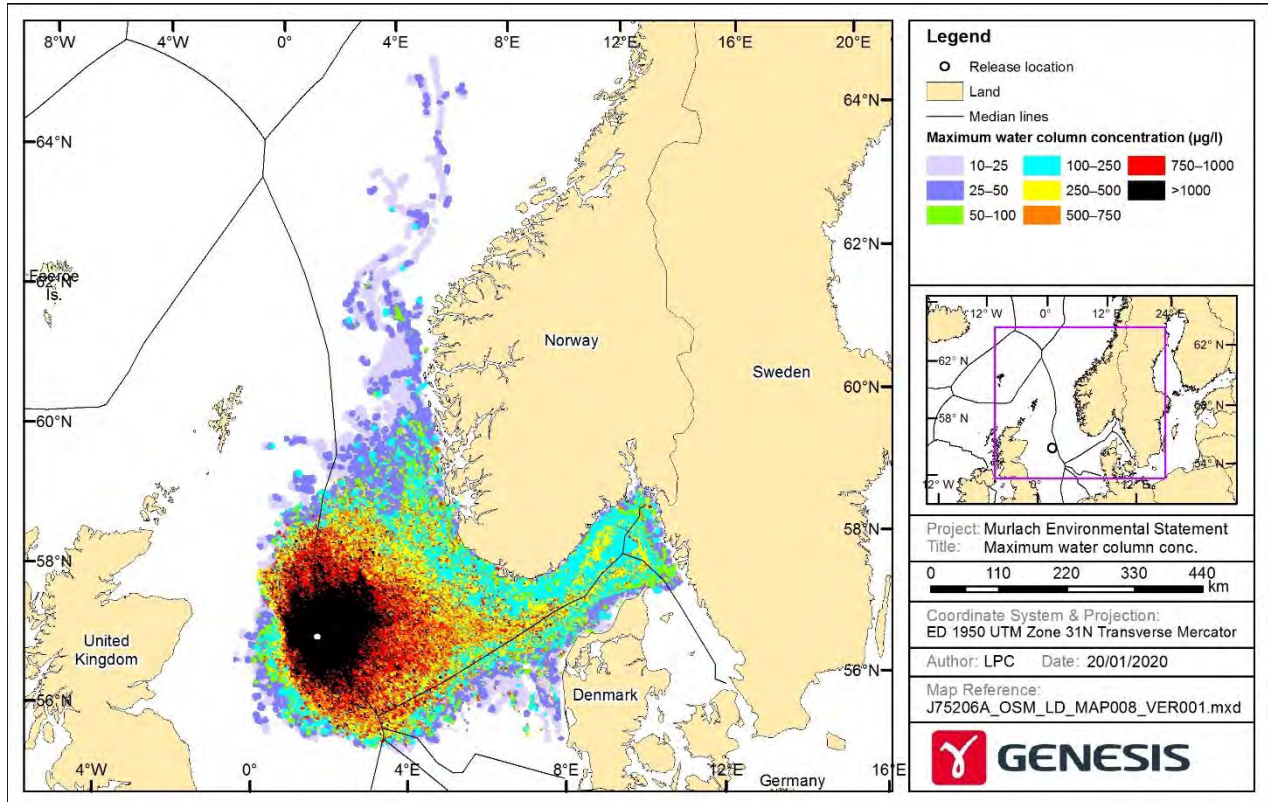 8°W 4°W 0° 4°E 8°E 12°E 16°E 20°E
64°N 64°N
62°N 62°N
60°N 60°N
58°N 58°N
56°N 56°N
4°W 0° 4°E 8°E 12°E 16°E
Faeroe
Is.
Norway
Sweden
United
Kingdom
Denmark
Germany
Legend
Release location
Land
Median lines
Maximum water column concentration (µg/l)
10–25 100–250 750–1000
25–50 250–500 >1000
50–100 500–750
12°W 0° 12°E 24°E
62°N 62°N
58°N 58°N
54°N
12°W 0° 12°E
Project: Murlach Environmental Statement
Title: Maximum water column conc.
0 110 220 330 440
km
Coordinate System & Projection:
ED 1950 UTM Zone 31N Transverse Mercator
Author: LPC Date: 20/01/2020
Map Reference:
J75206A_OSM_LD_MAP008_VER001.mxd
GENESIS